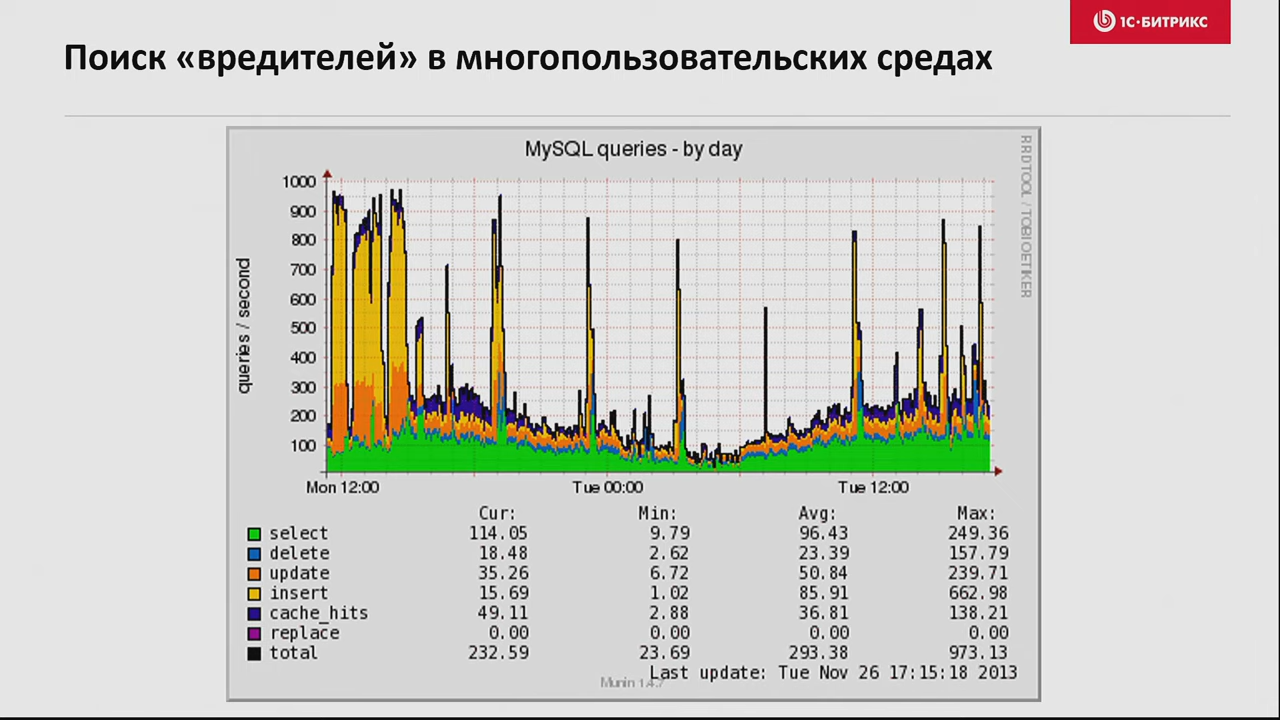 1С-БИТРИКС
Поиск «вредителей» в многопользовательских средах
MySQL queries - by day
RRDTOOL / TOBI OETIKER
queries / second
1000
900
800
700
600
500
400
300
200
100
Mon 12:00 Tue 00:00 Tue 12:00
Cur: Min: Avg: Max:
select 114.05 9.79 96.43 249.36
delete 18.48 2.62 23.39 157.79
update 35.26 6.72 50.84 239.71
insert 15.69 1.02 85.91 662.98
cache_hits 49.11 2.88 36.81 138.21
replace 0.00 0.00 0.00 0.00
total 232.59 23.69 293.38 973.13
Last update: Tue Nov 26 17:15:18 2013
Munin 1.4.7